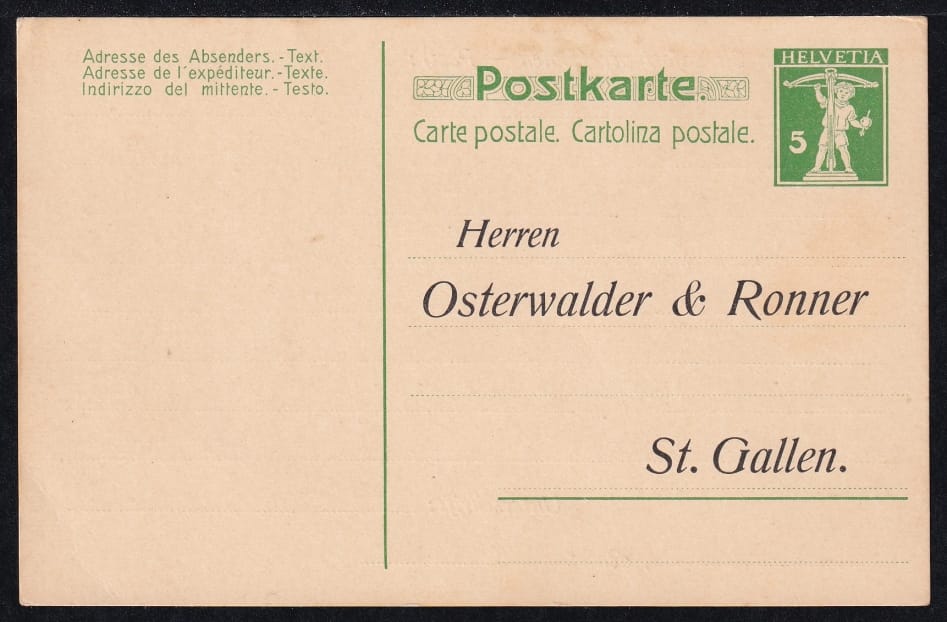 Adresse des Absenders.-Text.
Adresse de l'expéditeur.-Texte.
Indirizzo del mittente.-Testo.
Postkarte.
Carte postale. Cartolina postale.
HELVETIA
5
Herren
Osterwalder & Ronner
St. Gallen.